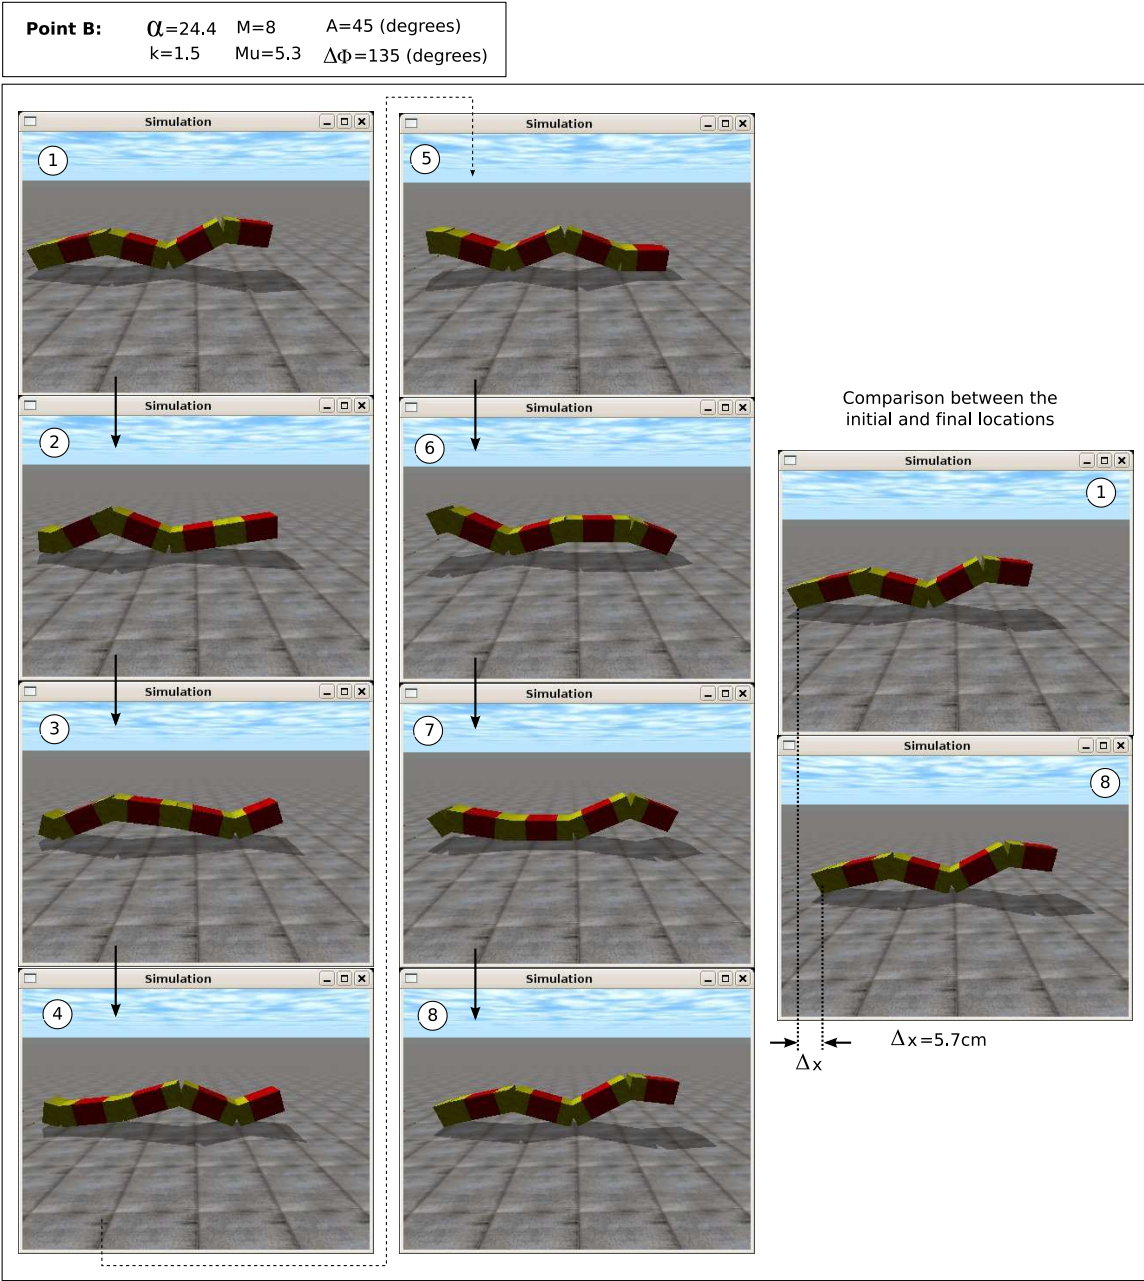 Point B: α=24.4 M=8 A=45 (degrees)
k=1.5 Mu=5.3 ΔΦ=135 (degrees)
Simulation
1
Simulation
2
Simulation
3
Simulation
4
Simulation
5
Simulation
6
Simulation
7
Simulation
8
Comparison between the
initial and final locations
Simulation
1
Simulation
8
Δx=5.7cm
Δx